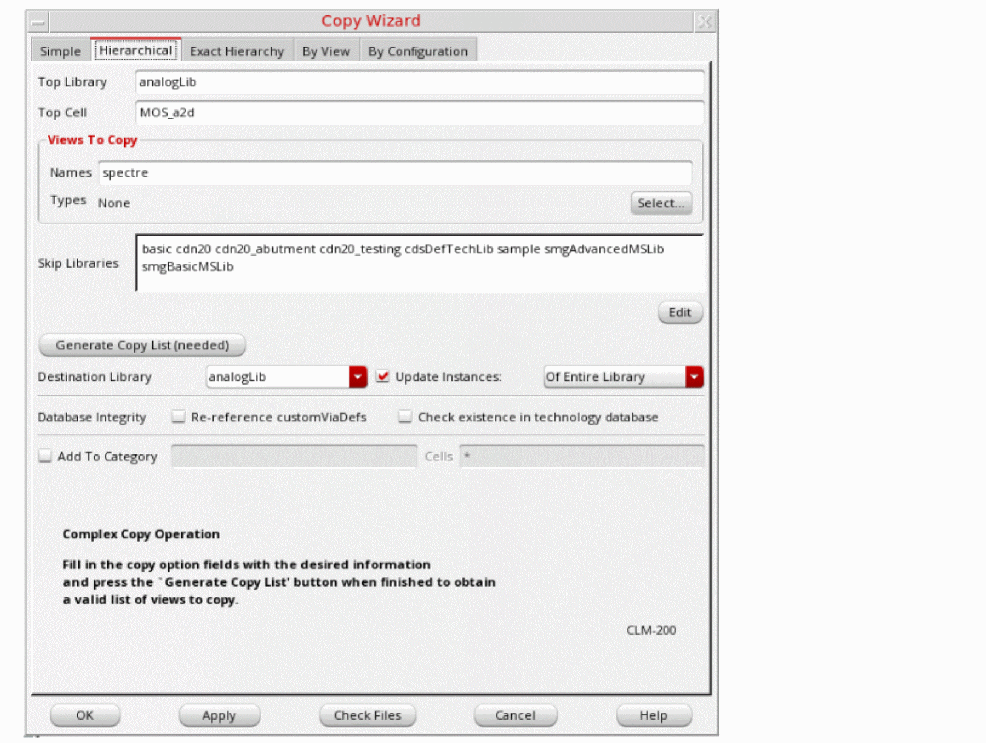 Copy Wizard
Simple Hierarchical Exact Hierarchy By View By Configuration
Top Library analogLib
Top Cell MOS_a2d
Views To Copy
Names spectre
Types None Select...
Skip Libraries basic cdn20 cdn20_abutment cdn20_testing cdsDefTechLib sample smgAdvancedMSLib
smgBasicMSLib
Edit
Generate Copy List (needed)
Destination Library analogLib Update Instances: Of Entire Library
Database Integrity Re-reference customViaDefs Check existence in technology database
Add To Category Cells *
Complex Copy Operation
Fill in the copy option fields with the desired information
and press the `Generate Copy List' button when finished to obtain
a valid list of views to copy.
CLM-200
OK Apply Check Files Cancel Help